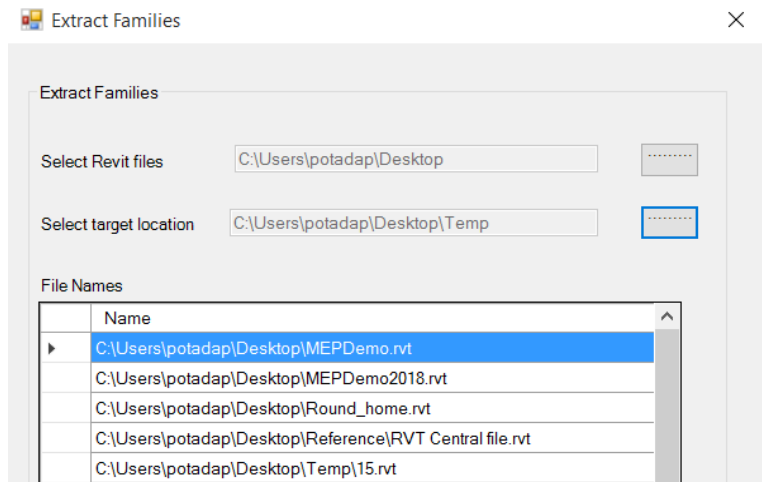 Extract Families
Extract Families
Select Revit files C:\Users\potadap\Desktop .........
Select target location C:\Users\potadap\Desktop\Temp .........
File Names
Name
C:\Users\potadap\Desktop\MEPDemo.rvt
C:\Users\potadap\Desktop\MEPDemo2018.rvt
C:\Users\potadap\Desktop\Round_home.rvt
C:\Users\potadap\Desktop\Reference\RVT Central file.rvt
C:\Users\potadap\Desktop\Temp\15.rvt